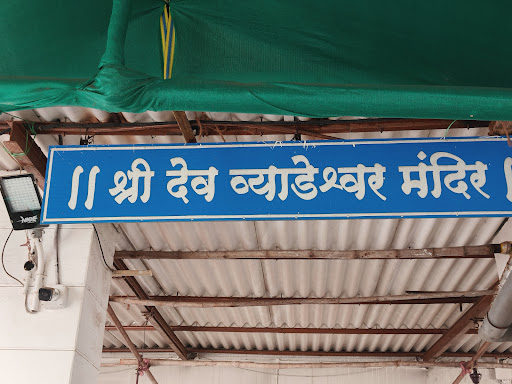 ।। श्री देव व्याडेश्वर मंदिर ।